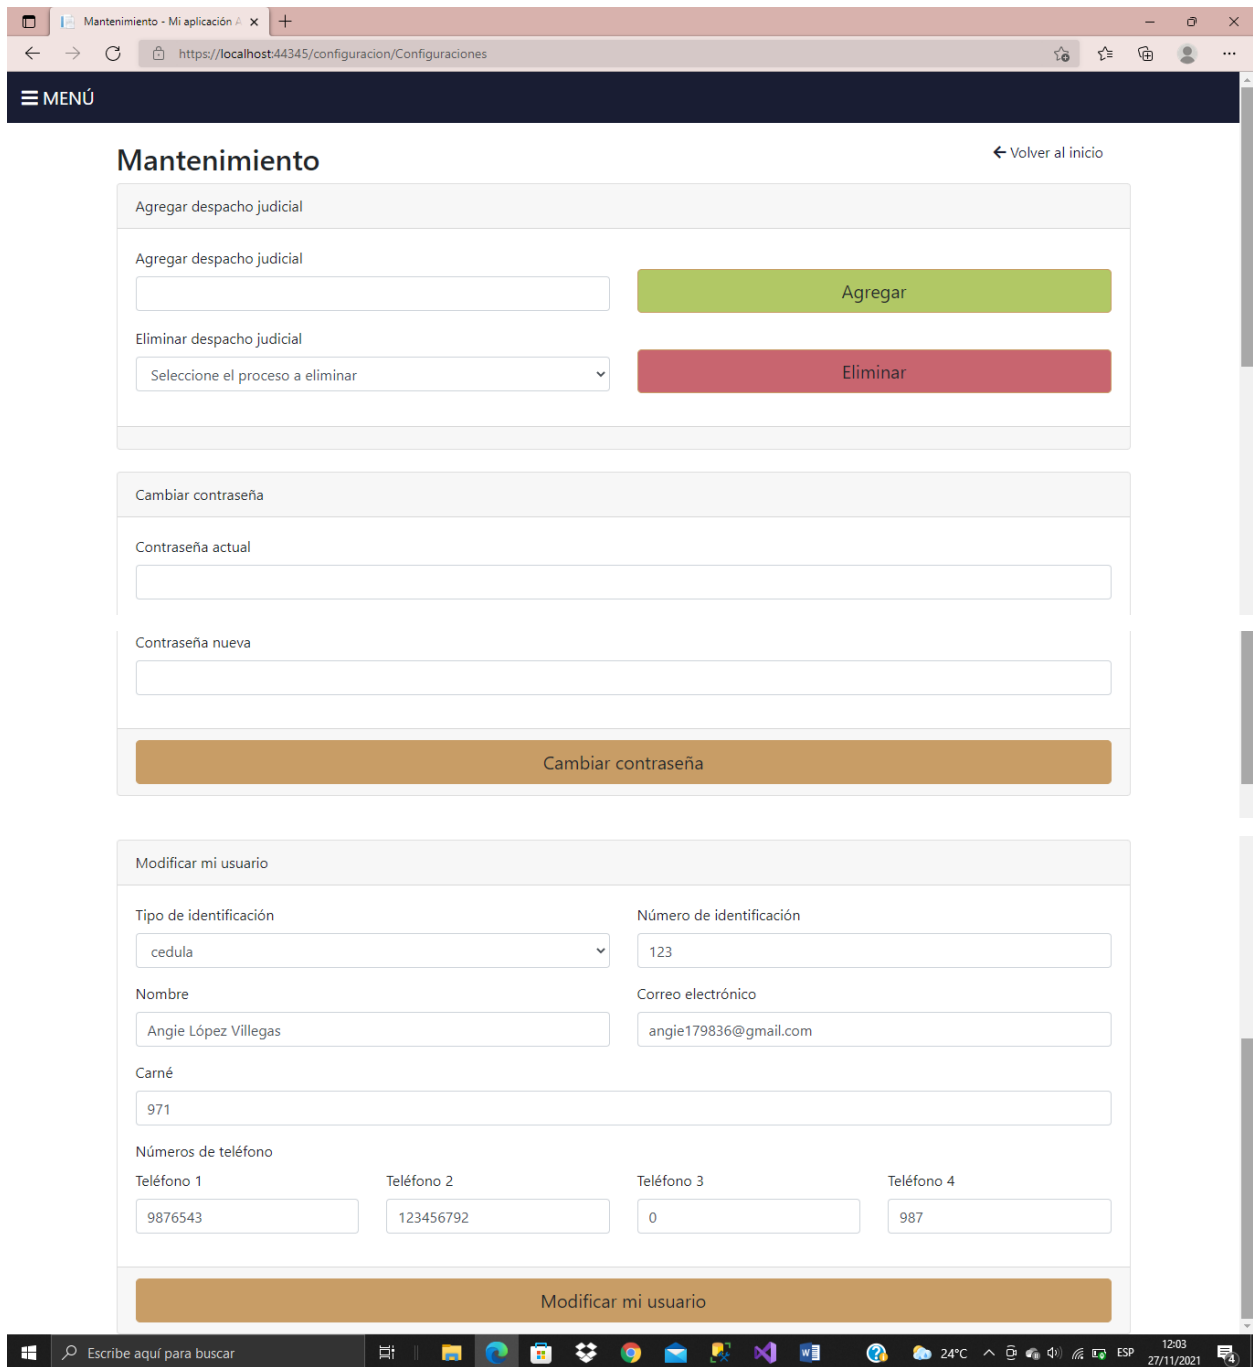 Mantenimiento - Mi aplicación A
https://localhost:44345/configuracion/Configuraciones
MENÚ
Mantenimiento
Volver al inicio
Agregar despacho judicial
Agregar despacho judicial
Agregar
Eliminar despacho judicial
Seleccione el proceso a eliminar
Eliminar
Cambiar contraseña
Contraseña actual
Contraseña nueva
Cambiar contraseña
Modificar mi usuario
Tipo de identificación Número de identificación
cedula 123
Nombre Correo electrónico
Angie López Villegas angie179836@gmail.com
Carné
971
Números de teléfono
Teléfono 1 Teléfono 2 Teléfono 3 Teléfono 4
9876543 123456792 0 987
Modificar mi usuario
Escribe aquí para buscar
24°C
ESP
12:03
27/11/2021
4